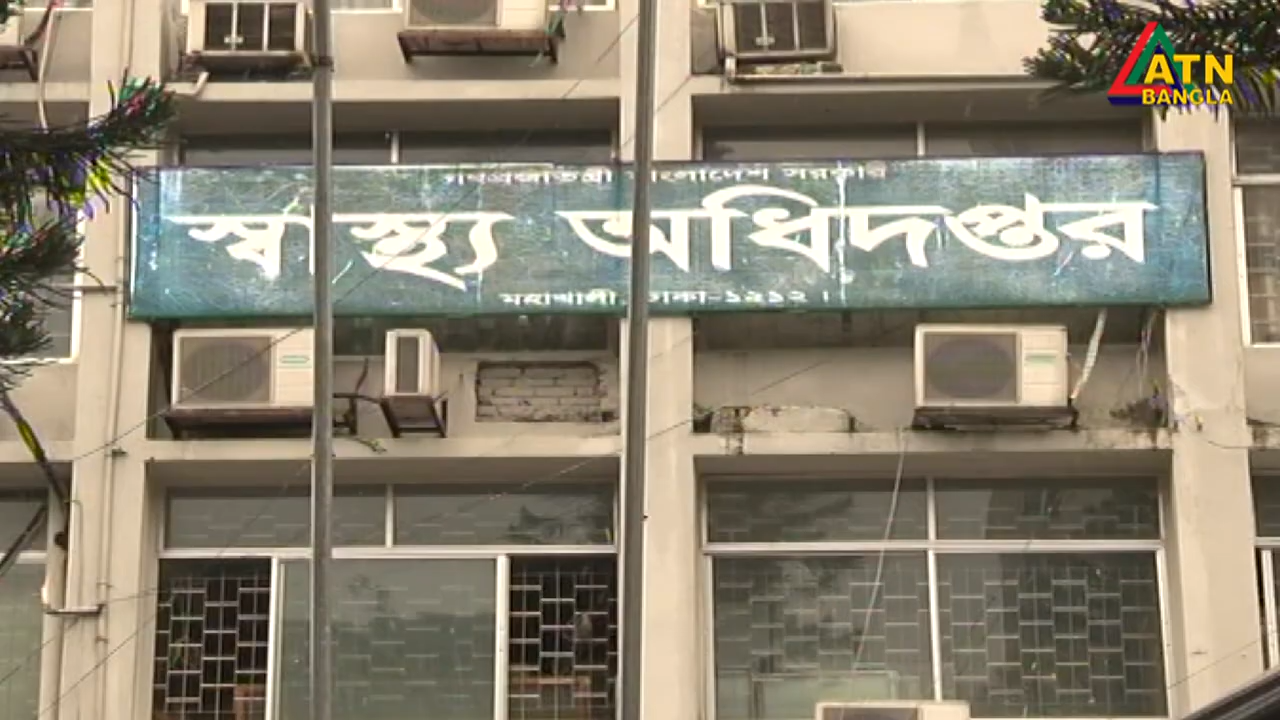 গণপ্রজাতন্ত্রী বাংলাদেশ সরকার
স্বাস্থ্য অধিদপ্তর
মহাখালী, ঢাকা-১২১২।
ATN
BANGLA